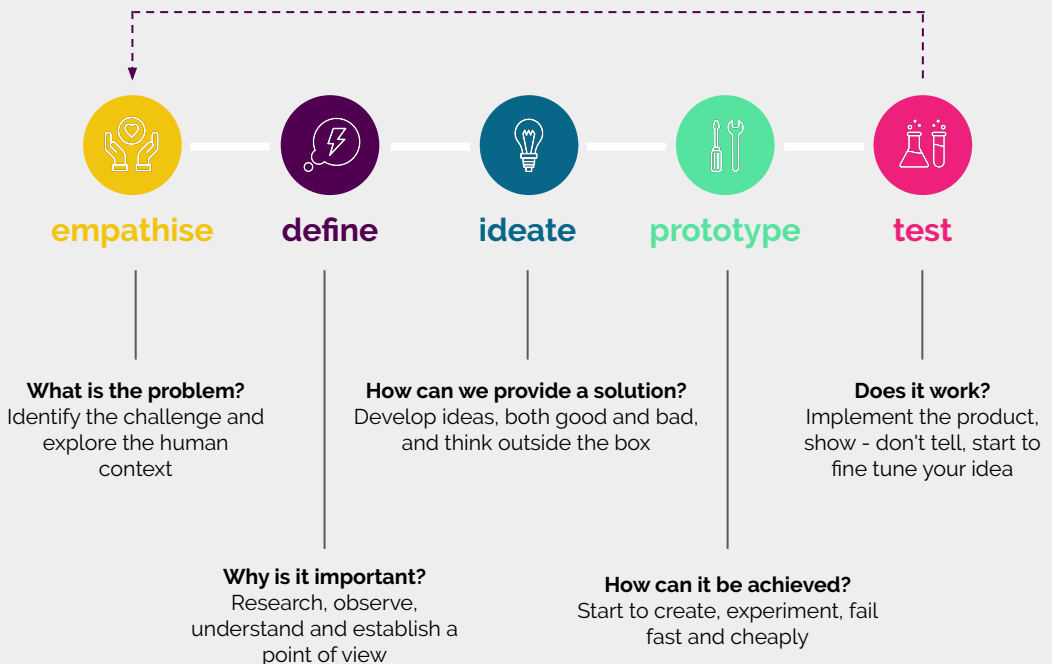 empathise
define
ideate
prototype
test
What is the problem?
Identify the challenge and
explore the human
context
How can we provide a solution?
Develop ideas, both good and bad,
and think outside the box
Does it work?
Implement the product,
show - don't tell, start to
fine tune your idea
Why is it important?
Research, observe,
understand and establish a
point of view
How can it be achieved?
Start to create, experiment, fail
fast and cheaply